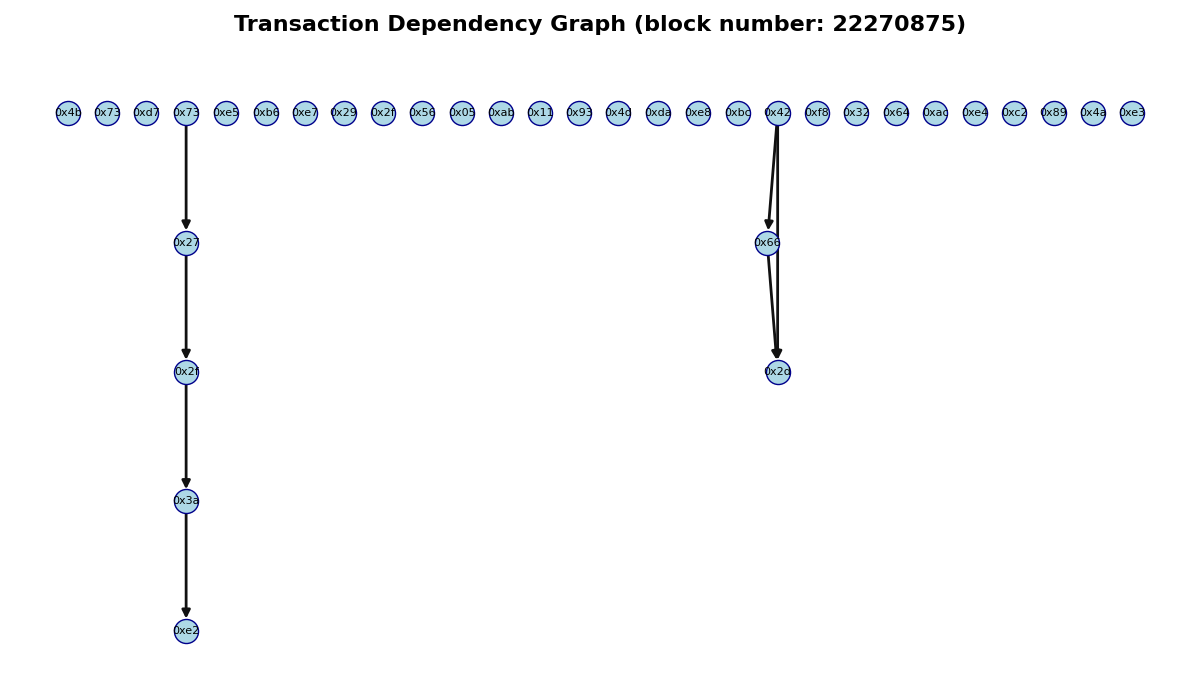 Transaction Dependency Graph (block number: 22270875)
0x4b 0x73 0xd7 0x73 0xe5 0xb6 0xe7 0x29 0x2f 0x56 0x05 0xab 0x11 0x93 0x4d 0xda 0xe8 0xbc 0x42 0xf8 0x32 0x64 0xac 0xe4 0xc2 0x89 0x4a 0xe3
0x27 0x66
0x2f
0x3a
0xe2